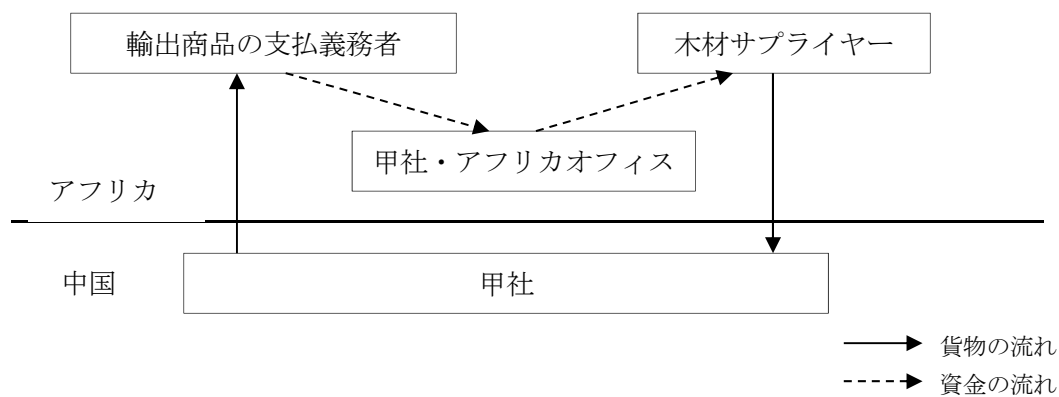 輸出商品の支払義務者
木材サプライヤー
甲社・アフリカオフィス
アフリカ
中国
甲社
貨物の流れ
資金の流れ